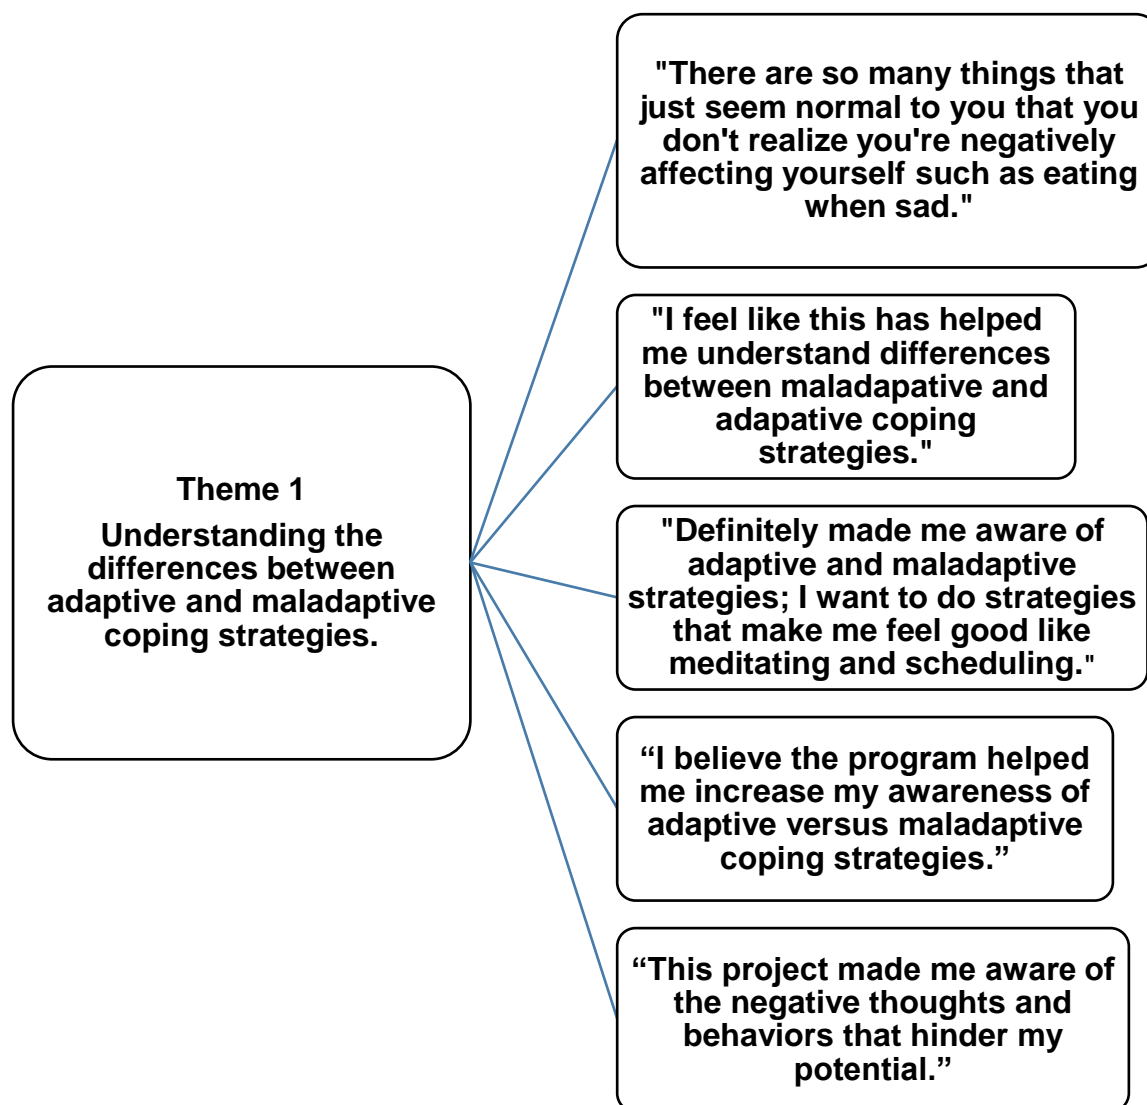 Theme 1
Understanding the
differences between
adaptive and maladaptive
coping strategies.
"There are so many things that
just seem normal to you that you
don't realize you're negatively
affecting yourself such as eating
when sad."
"I feel like this has helped
me understand differences
between maladapative and
adapative coping
strategies."
"Definitely made me aware of
adaptive and maladaptive
strategies; I want to do strategies
that make me feel good like
meditating and scheduling."
“I believe the program helped
me increase my awareness of
adaptive versus maladaptive
coping strategies.”
“This project made me aware of
the negative thoughts and
behaviors that hinder my
potential.”